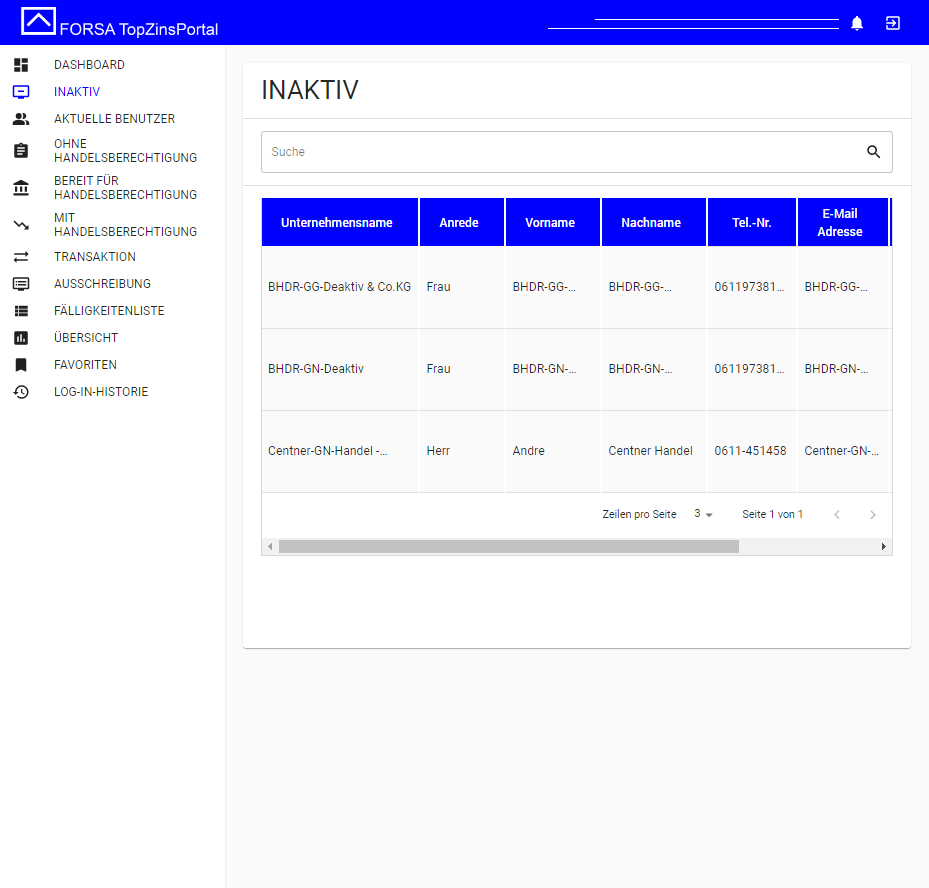 FORSA TopZinsPortal
DASHBOARD
INAKTIV
AKTUELLE BENUTZER
OHNE
HANDELSBERECHTIGUNG
BEREIT FÜR
HANDELSBERECHTIGUNG
MIT
HANDELSBERECHTIGUNG
TRANSAKTION
AUSSCHREIBUNG
FÄLLIGKEITENLISTE
ÜBERSICHT
FAVORITEN
LOG-IN-HISTORIE
INAKTIV
Suche
Unternehmensname Anrede Vorname Nachname Tel.-Nr. E-Mail Adresse
BHDR-GG-Deaktiv & Co.KG Frau BHDR-GG-... BHDR-GG-... 061197381... BHDR-GG-...
BHDR-GN-Deaktiv Frau BHDR-GN-... BHDR-GN-... 061197381... BHDR-GN-...
Centner-GN-Handel -... Herr Andre Centner Handel 0611-451458 Centner-GN-...
Zeilen pro Seite 3 Seite 1 von 1